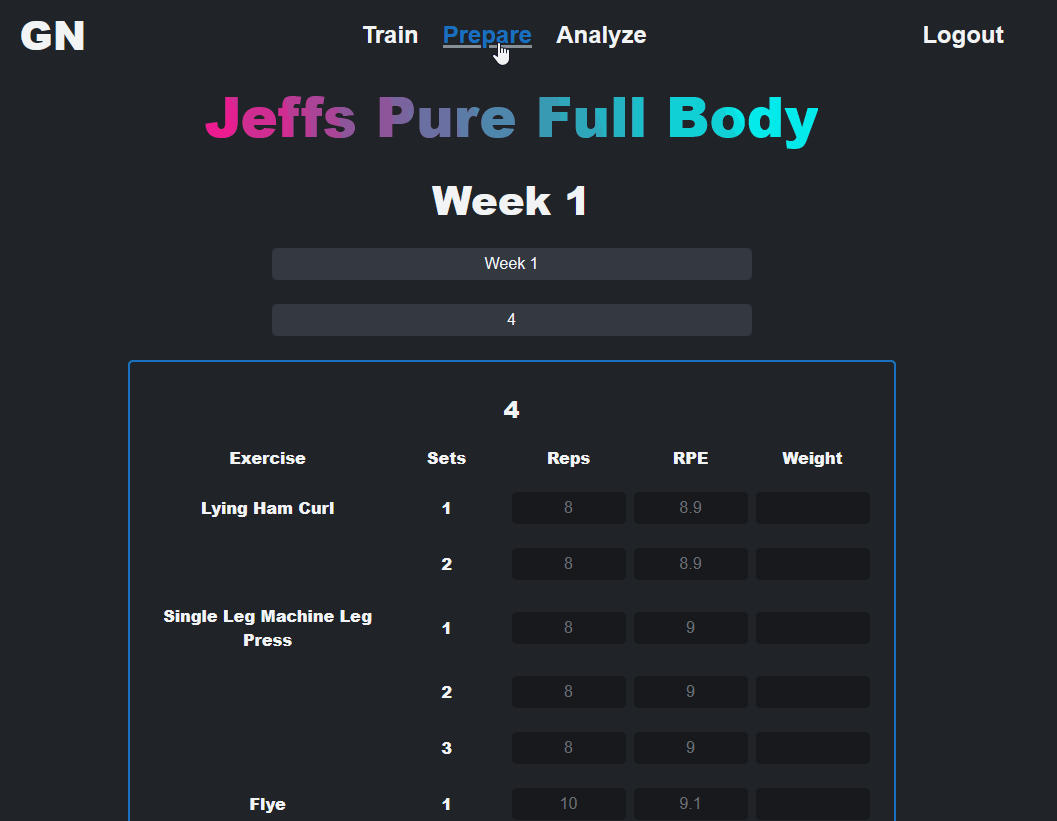 GN Train Prepare Analyze Logout
Jeffs Pure Full Body
Week 1
Week 1
4
4
Exercise Sets Reps RPE Weight
Lying Ham Curl 1 8 8.9
2 8 8.9
Single Leg Machine Leg
Press 1 8 9
2 8 9
3 8 9
Flye 1 10 9.1